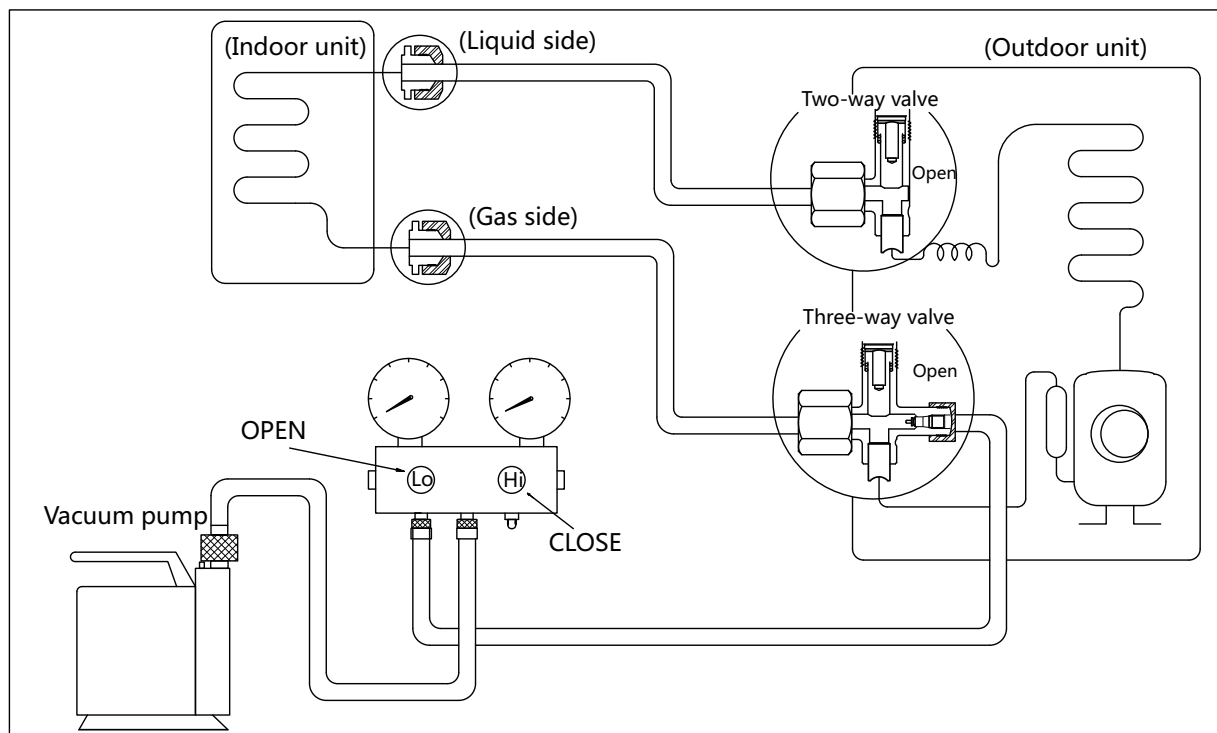 (Indoor unit)
(Liquid side)
(Outdoor unit)
Two-way valve
Open
(Gas side)
Three-way valve
Open
OPEN
Lo
Hi
CLOSE
Vacuum pump